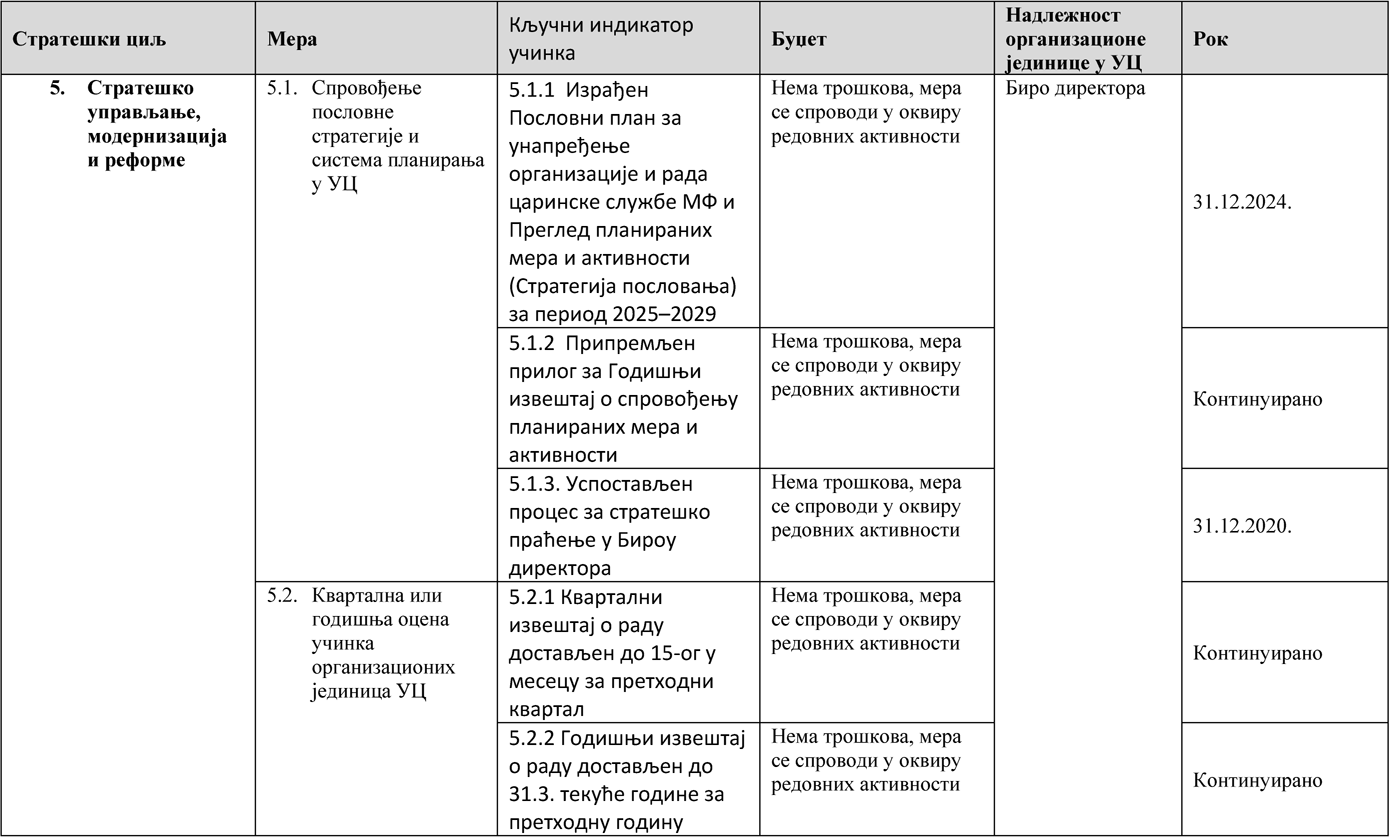 Стратешки циљ
Мера
Кључни индикатор
учинка
Буџет
Надлежност
организационе
јединице у УЦ
Рок
5. Стратешко
управљање,
модернизација
и реформе
5.1. Спровођење
пословне
стратегије и
система планирања
у УЦ
5.1.1 Израђен
Пословни план за
унапређење
организације и рада
царинске службе МФ и
Преглед планираних
мера и активности
(Стратегија пословања)
за период 2025–2029
Нема трошкова, мера
се спроводи у оквиру
редовних активности
Биро директора
31.12.2024.
5.1.2 Припремљен
прилог за Годишњи
извештај о спровођењу
планираних мера и
активности
Нема трошкова, мера
се спроводи у оквиру
редовних активности
Континуирано
5.1.3. Успостављен
процес за стратешко
праћење у Бироу
директора
Нема трошкова, мера
се спроводи у оквиру
редовних активности
31.12.2020.
5.2. Квартална или
годишња оцена
учинка
организационих
јединица УЦ
5.2.1 Квартални
извештај о раду
достављен до 15-ог у
месецу за претходни
квартал
Нема трошкова, мера
се спроводи у оквиру
редовних активности
Континуирано
5.2.2 Годишњи извештај
о раду достављен до
31.3. текуће године за
претходну годину
Нема трошкова, мера
се спроводи у оквиру
редовних активности
Континуирано